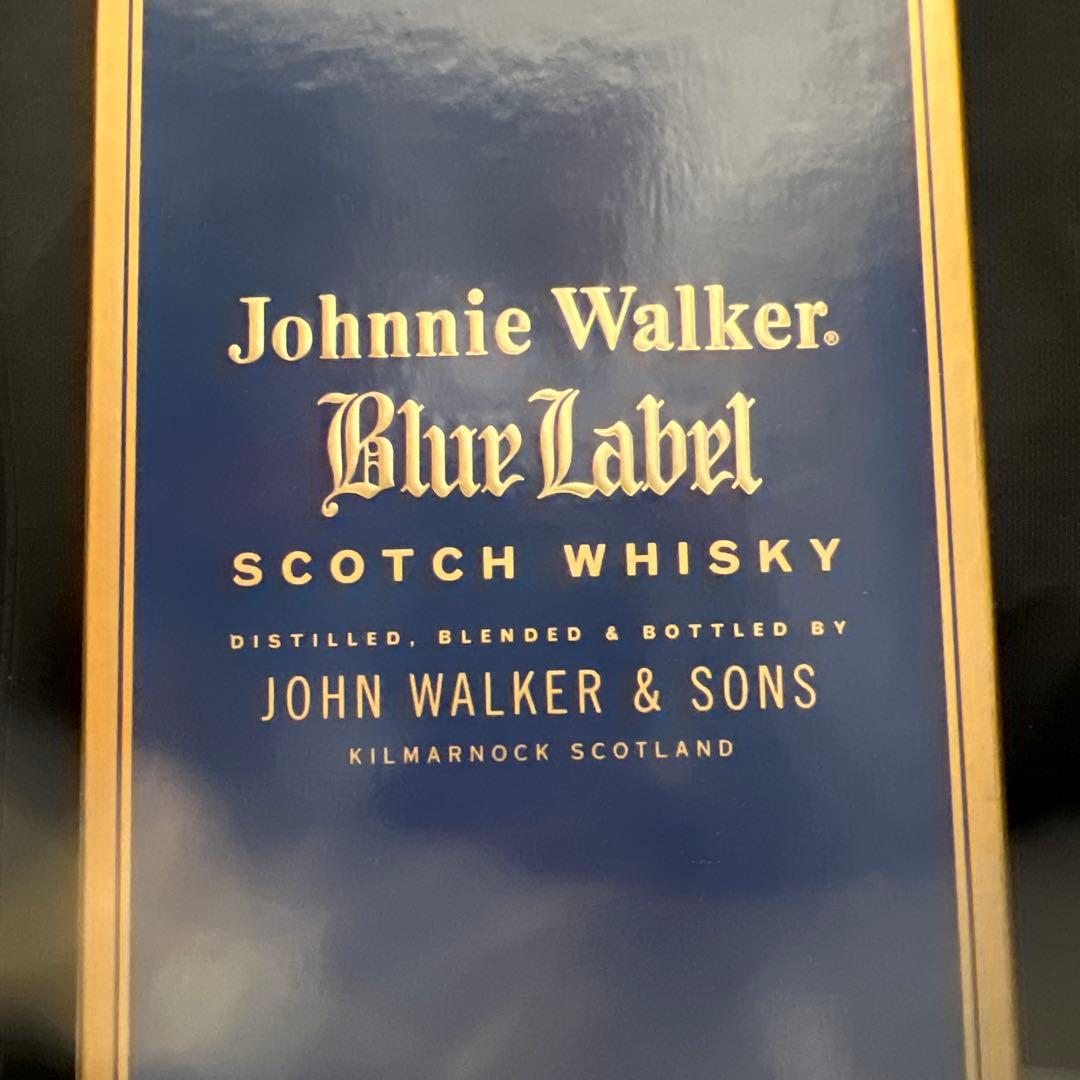 Johnnie Walker®
Blue Label
SCOTCH WHISKY
DISTILLED, BLENDED & BOTTLED BY
JOHN WALKER & SONS
KILMARNOCK SCOTLAND